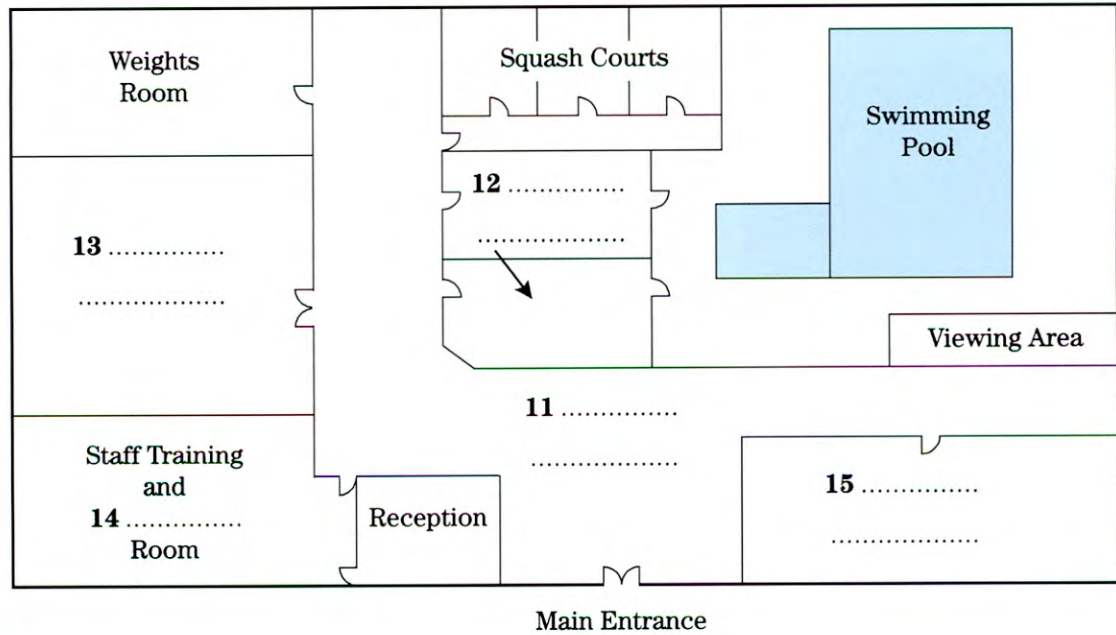 Weights
Room
Squash Courts
Swimming
Pool
12 ................
....................
13 ................
....................
Viewing Area
11 ................
....................
Staff Training
and
14 ................
Room
Reception
15 ................
....................
Main Entrance